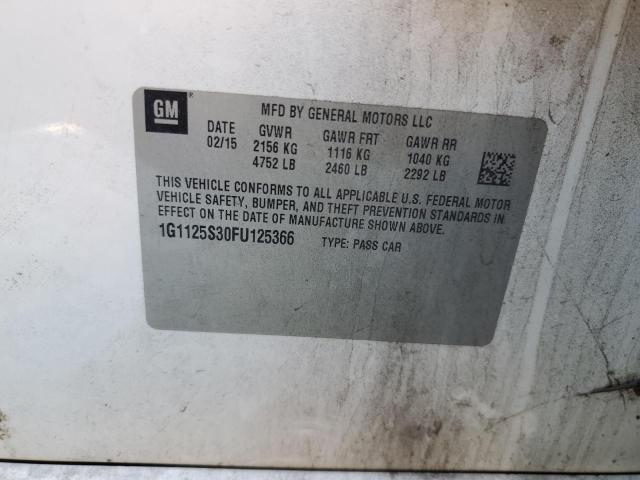 GM ®
MFD BY GENERAL MOTORS LLC
DATE GVWR GAWR FRT GAWR RR
02/15 2156 KG 1116 KG 1040 KG
4752 LB 2460 LB 2292 LB
THIS VEHICLE CONFORMS TO ALL APPLICABLE U.S. FEDERAL MOTOR
VEHICLE SAFETY, BUMPER, AND THEFT PREVENTION STANDARDS IN
EFFECT ON THE DATE OF MANUFACTURE SHOWN ABOVE.
1G1125S30FU125366 TYPE: PASS CAR